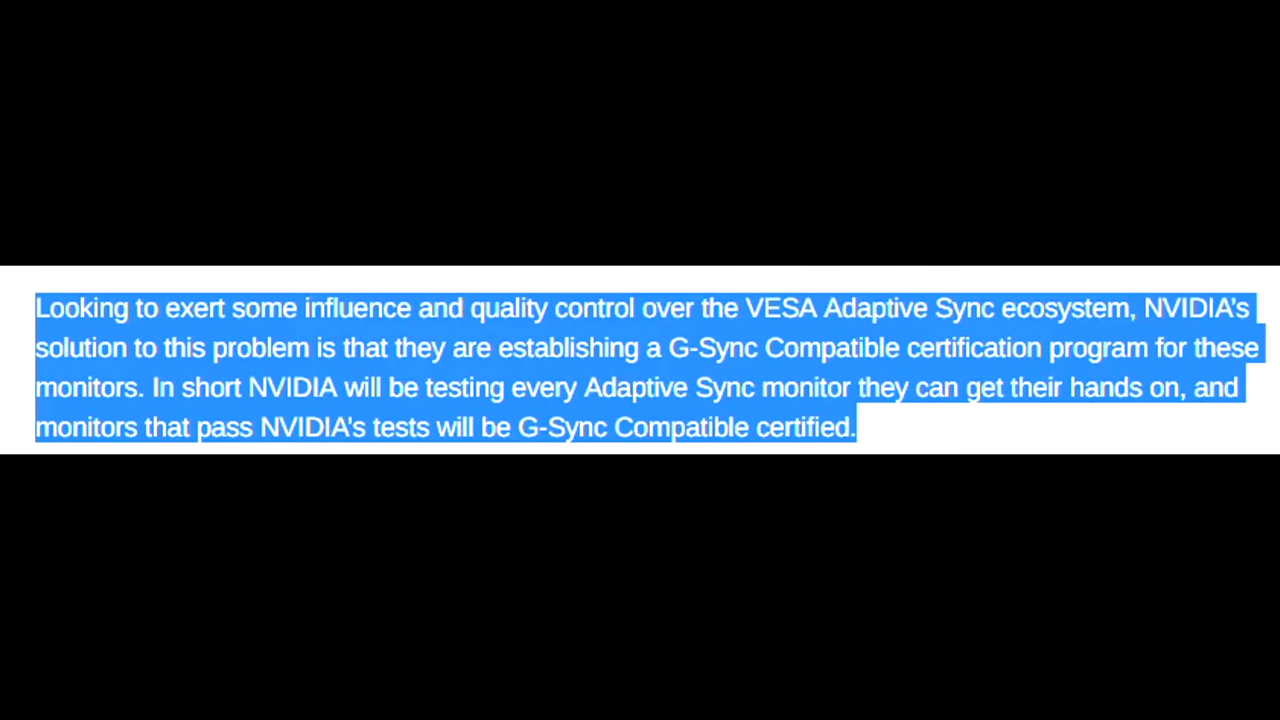 Looking to exert some influence and quality control over the VESA Adaptive Sync ecosystem, NVIDIA’s
solution to this problem is that they are establishing a G-Sync Compatible certification program for these
monitors. In short NVIDIA will be testing every Adaptive Sync monitor they can get their hands on, and
monitors that pass NVIDIA’s tests will be G-Sync Compatible certified.